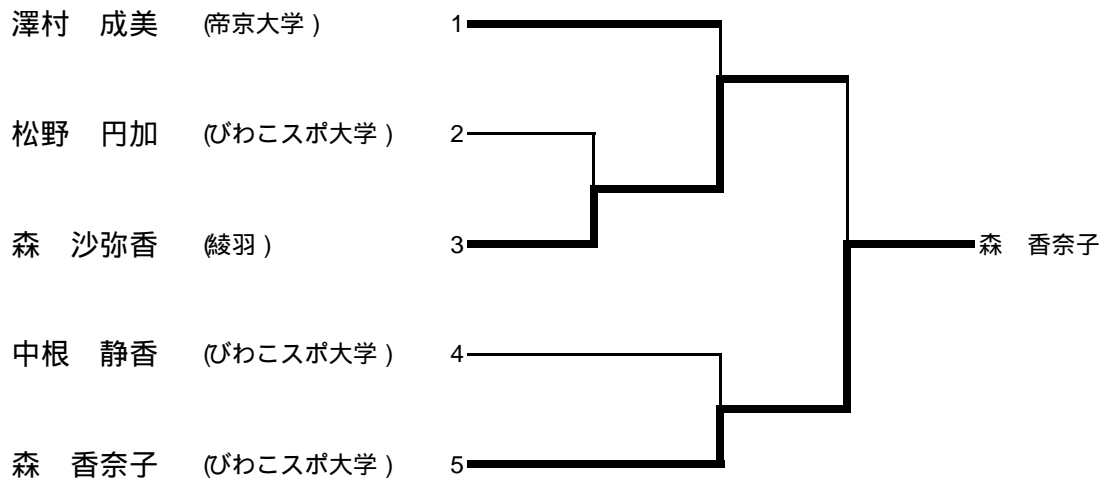 澤村 成美 (帝京大学) 1
松野 円加 (びわこスポ大学) 2
森 沙弥香 (綾羽) 3
森 香奈子
中根 静香 (びわこスポ大学) 4
森 香奈子 (びわこスポ大学) 5